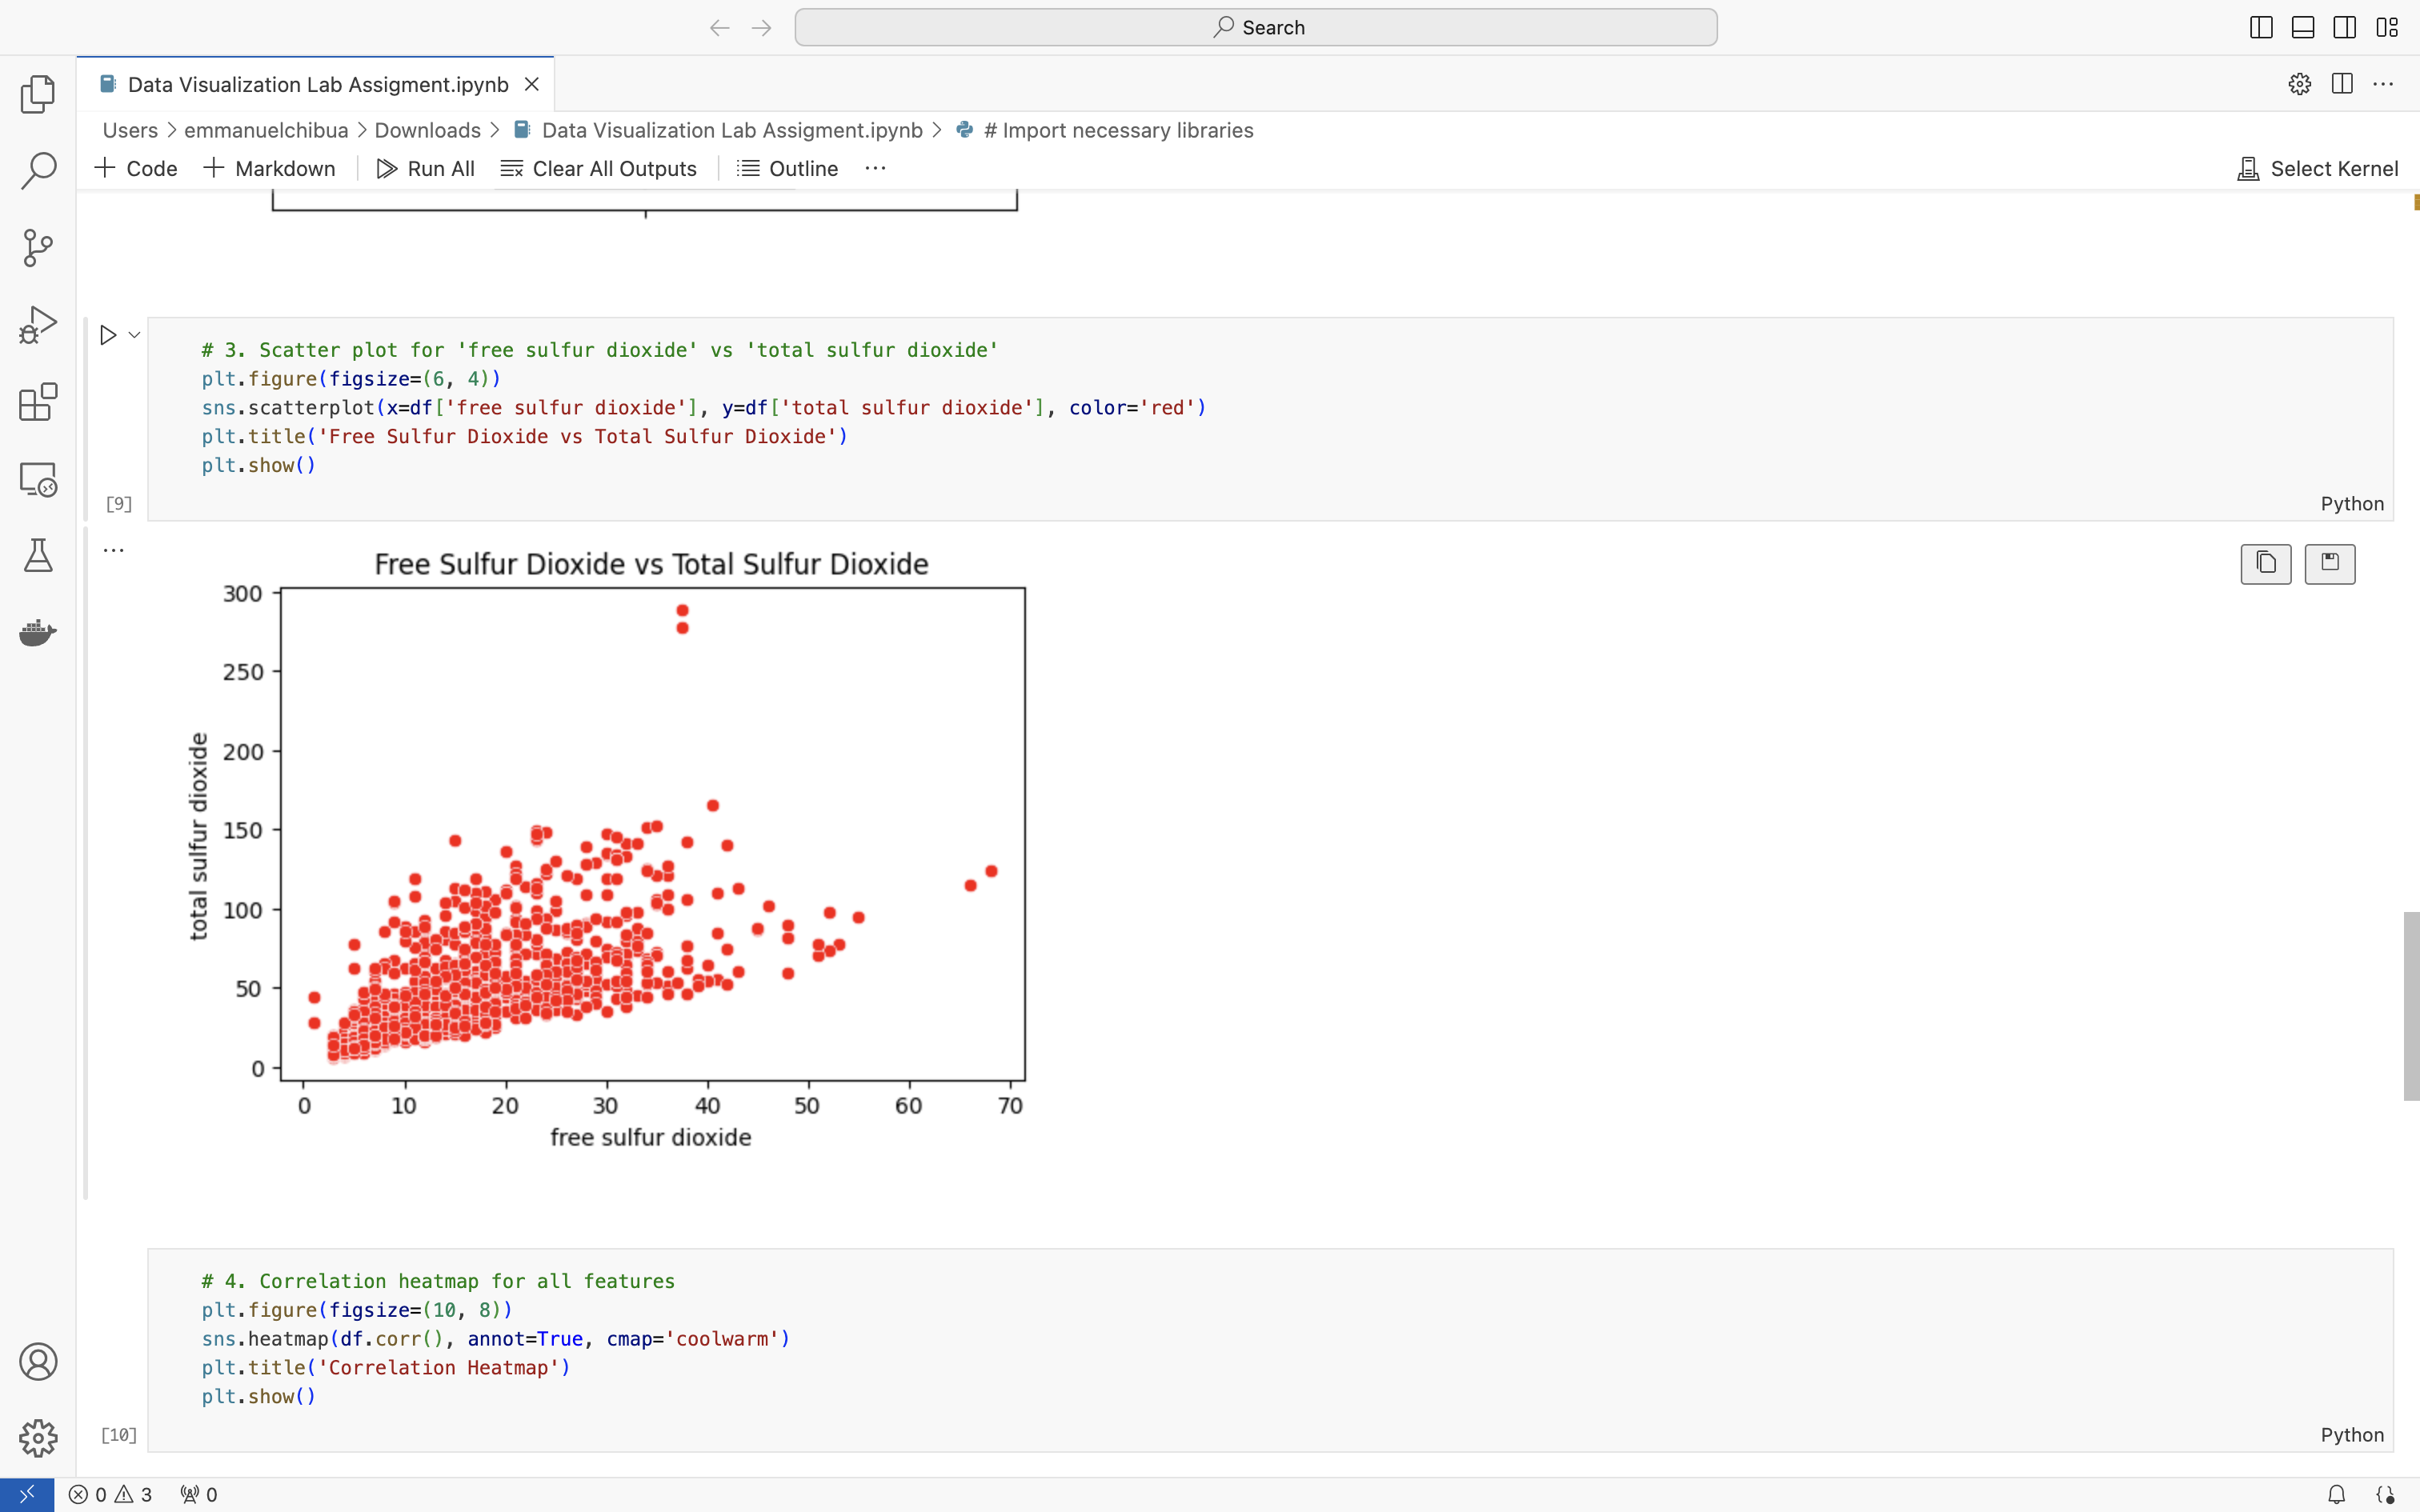 Search
Data Visualization Lab Assigment.ipynb
Users > emmanuelchibua > Downloads > Data Visualization Lab Assigment.ipynb > # Import necessary libraries
+ Code + Markdown Run All Clear All Outputs Outline ... Select Kernel
# 3. Scatter plot for 'free sulfur dioxide' vs 'total sulfur dioxide'
plt.figure(figsize=(6, 4))
sns.scatterplot(x=df['free sulfur dioxide'], y=df['total sulfur dioxide'], color='red')
plt.title('Free Sulfur Dioxide vs Total Sulfur Dioxide')
plt.show()
[9] Python
...
Free Sulfur Dioxide vs Total Sulfur Dioxide
300
250
200
150
100
50
0
total sulfur dioxide
0 10 20 30 40 50 60 70
free sulfur dioxide
# 4. Correlation heatmap for all features
plt.figure(figsize=(10, 8))
sns.heatmap(df.corr(), annot=True, cmap='coolwarm')
plt.title('Correlation Heatmap')
plt.show()
[10] Python
0 3 0